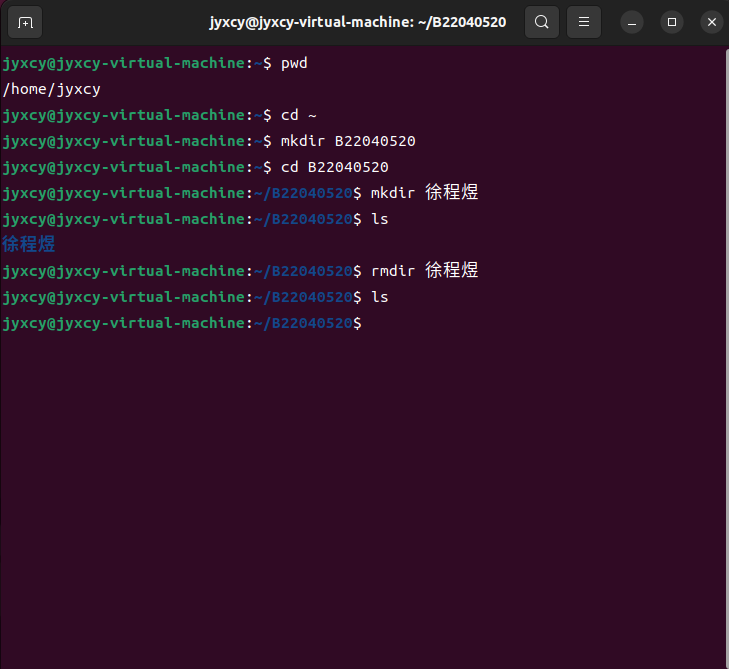 jyxcy@jyxcy-virtual-machine: ~/B22040520
jyxcy@jyxcy-virtual-machine:~$ pwd
/home/jyxcy
jyxcy@jyxcy-virtual-machine:~$ cd ~
jyxcy@jyxcy-virtual-machine:~$ mkdir B22040520
jyxcy@jyxcy-virtual-machine:~$ cd B22040520
jyxcy@jyxcy-virtual-machine:~/B22040520$ mkdir 徐程煜
jyxcy@jyxcy-virtual-machine:~/B22040520$ ls
徐程煜
jyxcy@jyxcy-virtual-machine:~/B22040520$ rmdir 徐程煜
jyxcy@jyxcy-virtual-machine:~/B22040520$ ls
jyxcy@jyxcy-virtual-machine:~/B22040520$